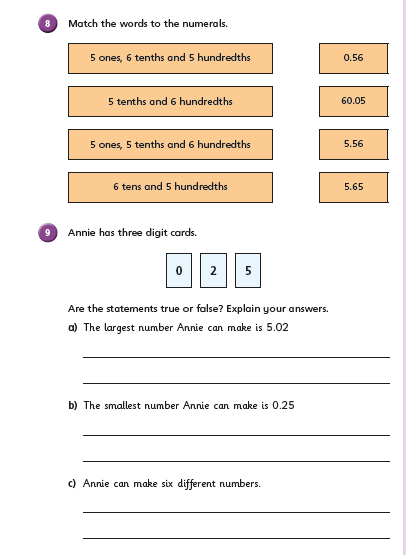 8 Match the words to the numerals.
5 ones, 6 tenths and 5 hundredths 0.56
5 tenths and 6 hundredths 60.05
5 ones, 5 tenths and 6 hundredths 5.56
6 tens and 5 hundredths 5.65
9 Annie has three digit cards.
0 2 5
Are the statements true or false? Explain your answers.
a) The largest number Annie can make is 5.02
b) The smallest number Annie can make is 0.25
c) Annie can make six different numbers.